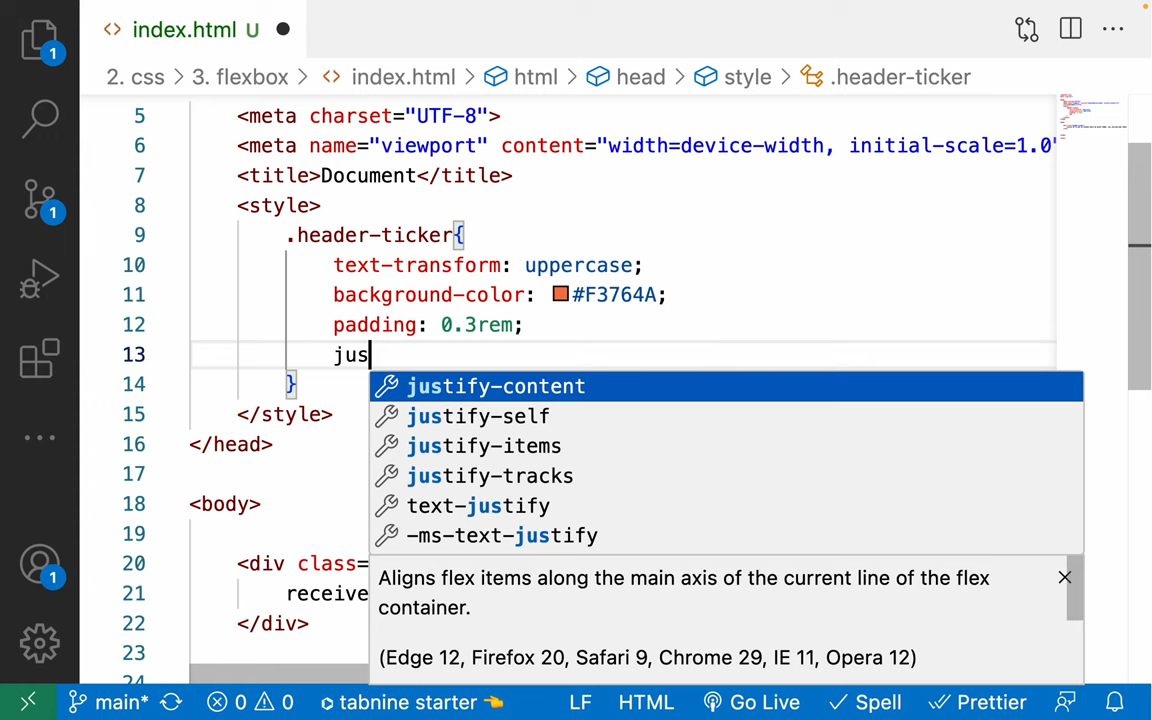 index.html U
2. css > 3. flexbox > index.html > html > head > style > .header-ticker
5 <meta charset="UTF-8">
6 <meta name="viewport" content="width=device-width, initial-scale=1.0"
7 <title>Document</title>
8 <style>
9 .header-ticker{
10 text-transform: uppercase;
11 background-color: #F3764A;
12 padding: 0.3rem;
13 jus
justify-content
14 }
justify-self
15 </style>
justify-items
16 </head>
justify-tracks
17
text-justify
18 <body>
-ms-text-justify
19
20 <div class=
Aligns flex items along the main axis of the current line of the flex
21 receive
container.
22 </div>
23
(Edge 12, Firefox 20, Safari 9, Chrome 29, IE 11, Opera 12)
24
1
1
1
main* 0 0 tabnine starter LF HTML Go Live Spell Prettier